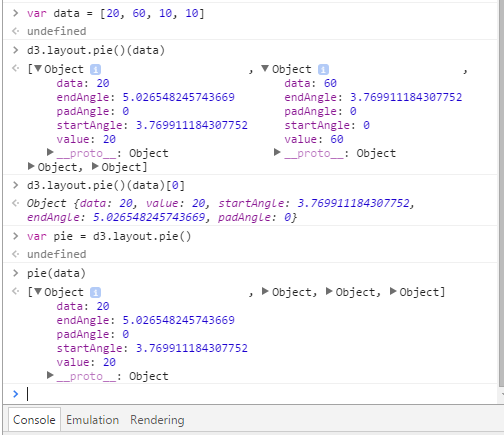 > var data = [20, 60, 10, 10]
undefined
> d3.layout.pie()(data)
[▼Object i , ▼Object i ,
data: 20 data: 60
endAngle: 5.026548245743669 endAngle: 3.769911184307752
padAngle: 0 padAngle: 0
startAngle: 3.769911184307752 startAngle: 0
value: 20 value: 60
▶__proto__: Object ▶__proto__: Object
▶Object, ▶Object]
> d3.layout.pie()(data)[0]
Object {data: 20, value: 20, startAngle: 3.769911184307752,
endAngle: 5.026548245743669, padAngle: 0}
> var pie = d3.layout.pie()
undefined
> pie(data)
[▼Object i , ▶Object, ▶Object, ▶Object]
data: 20
endAngle: 5.026548245743669
padAngle: 0
startAngle: 3.769911184307752
value: 20
▶__proto__: Object
>
Console Emulation Rendering